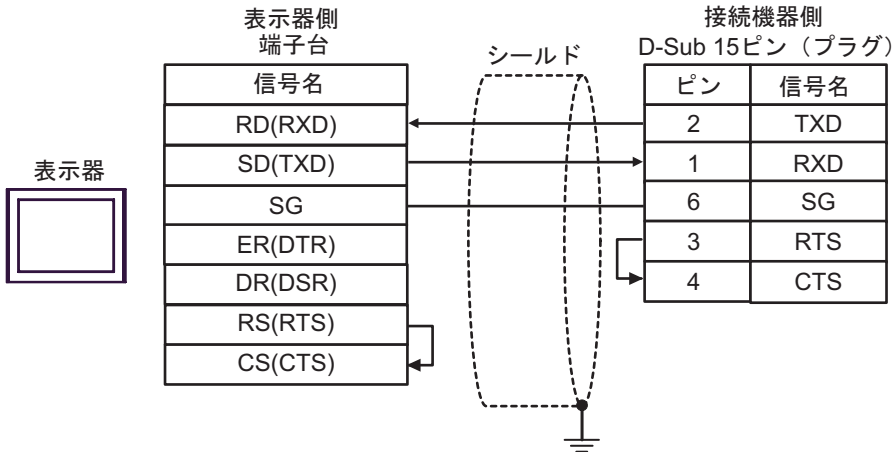 表示器側
端子台
信号名
RD(RXD)
SD(TXD)
SG
ER(DTR)
DR(DSR)
RS(RTS)
CS(CTS)
表示器
シールド
接続機器側
D-Sub 15ピン（プラグ）
ピン 信号名
2 TXD
1 RXD
6 SG
3 RTS
4 CTS